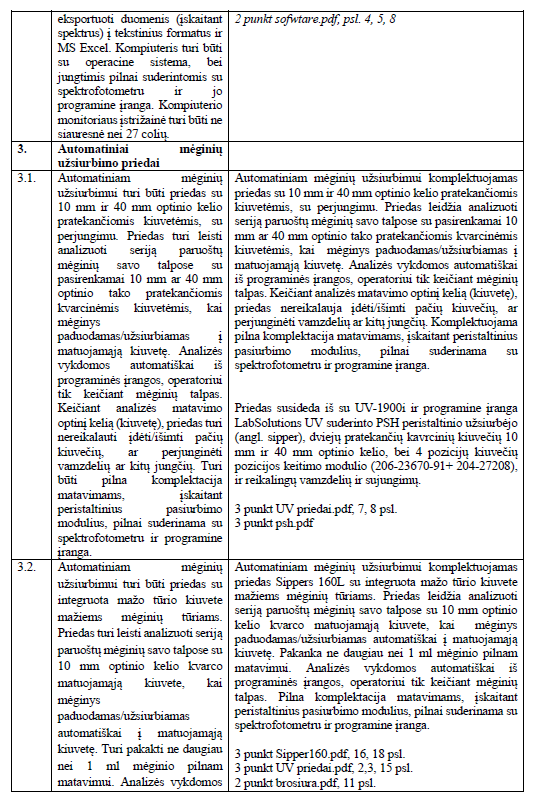 eksportuoti duomenis (įskaitant
spektrus) į tekstinius formatus ir
MS Excel. Kompiuteris turi būti
su operacine sistema, bei
jungtimis pilnai suderintomis su
spektrofotometru ir jo
programine įranga. Kompiuterio
monitoriaus įstrižainė turi būti ne
siauresnė nei 27 colių.
2 punkt sofwtare.pdf, psl. 4, 5, 8
3.
Automatiniai mėginių
užsiurbimo priedai
3.1.
Automatiniam mėginių
užsiurbimui turi būti priedas su
10 mm ir 40 mm optinio kelio
pratekančiomis kiuvetėmis, su
perjungimu. Priedas turi leisti
analizuoti seriją paruoštų
mėginių savo talpose su
pasirenkamai 10 mm ar 40 mm
optinio tako pratekančiomis
kvarcinėmis kiuvetėmis, kai
mėginys
paduodamas/užsiurbiamas į
matuojamąją kiuvetę. Analizės
vykdomos automatiškai iš
programinės įrangos, operatoriui
tik keičiant mėginių talpas.
Keičiant analizės matavimo
optinį kelią (kiuvetę), priedas turi
nereikalauti įdėti/išimti pačių
kiuvečių, ar perjunginėti
vamzdelių ar kitų jungčių. Turi
būti pilna komplektacija
matavimams, įskaitant
peristaltinius pasiurbimo
modulius, pilnai suderinama su
spektrofotometru ir programine
įranga.
Automatiniam mėginių užsiurbimui komplektuojamas
priedas su 10 mm ir 40 mm optinio kelio pratekančiomis
kiuvetėmis, su perjungimu. Priedas leidžia analizuoti
seriją paruoštų mėginių savo talpose su pasirenkamai 10
mm ar 40 mm optinio tako pratekančiomis kvarcinėmis
kiuvetėmis, kai mėginys paduodamas/užsiurbiamas į
matuojamąją kiuvetę. Analizės vykdomos automatiškai
iš programinės įrangos, operatoriui tik keičiant mėginių
talpas. Keičiant analizės matavimo optinį kelią (kiuvetę),
priedas nereikalauja įdėti/išimti pačių kiuvečių, ar
perjunginėti vamzdelių ar kitų jungčių. Komplektuojama
pilna komplektacija matavimams, įskaitant peristaltinius
pasiurbimo modulius, pilnai suderinama su
spektrofotometru ir programine įranga.
Priedas susideda iš su UV-1900i ir programine įranga
LabSolutions UV suderinto PSH peristaltinio užsiurbėjo
(angl. sipper), dviejų pratekančių kavrcinių kiuvečių 10
mm ir 40 mm optinio kelio, bei 4 pozicijų kiuvečių
pozicijos keitimo modulio (206-23670-91+ 204-27208),
ir reikalingų vamzdelių ir sujungimų.
3 punkt UV priedai.pdf, 7, 8 psl.
3 punkt psh.pdf
3.2.
Automatiniam mėginių
užsiurbimui turi būti priedas su
integruota mažo tūrio kiuvete
mažiems mėginių tūriams.
Priedas turi leisti analizuoti seriją
paruoštų mėginių savo talpose su
10 mm optinio kelio kvarco
matuojamąją kiuvete, kai
mėginys
paduodamas/užsiurbiamas
automatiškai į matuojamąją
kiuvetę. Turi pakakti ne daugiau
nei 1 ml mėginio pilnam
matavimui. Analizės vykdomos
Automatiniam mėginių užsiurbimui komplektuojamas
priedas Sippers 160L su integruota mažo tūrio kiuvete
mažiems mėginių tūriams. Priedas leidžia analizuoti
seriją paruoštų mėginių savo talpose su 10 mm optinio
kelio kvarco matuojamąją kiuvete, kai mėginys
paduodamas/užsiurbiamas automatiškai į matuojamąją
kiuvetę. Pakanka ne daugiau nei 1 ml mėginio pilnam
matavimui. Analizės vykdomos automatiškai iš
programinės įrangos, operatoriui tik keičiant mėginių
talpas. Pilna komplektacija matavimams, įskaitant
peristaltinius pasiurbimo modulius, pilnai suderinama su
spektrofotometru ir programine įranga.
3 punkt Sipper160.pdf, 16, 18 psl.
3 punkt UV priedai.pdf, 2,3, 15 psl.
2 punkt brosiura.pdf, 11 psl.